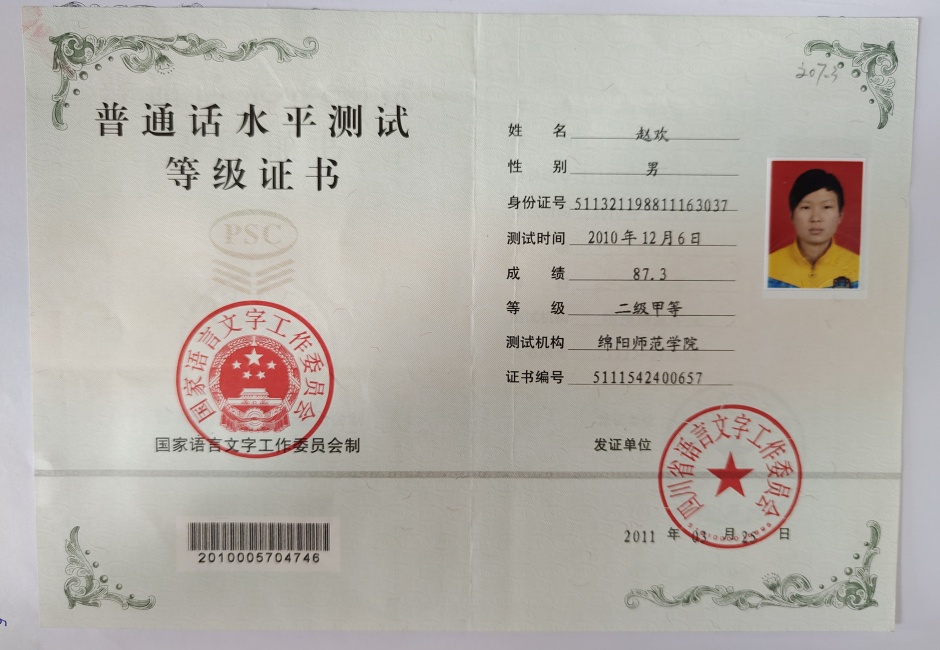 普通话水平测试
等级证书
PSC
国家语言文字工作委员会
国家语言文字工作委员会制
2010005704746
207.3
姓 名 赵欢
性 别 男
身份证号 511321198811163037
测试时间 2010年12月6日
成 绩 87.3
等 级 二级甲等
测试机构 绵阳师范学院
证书编号 5111542400657
发证单位
四川省语言文字工作委员会
2011 年 03 月 25 日